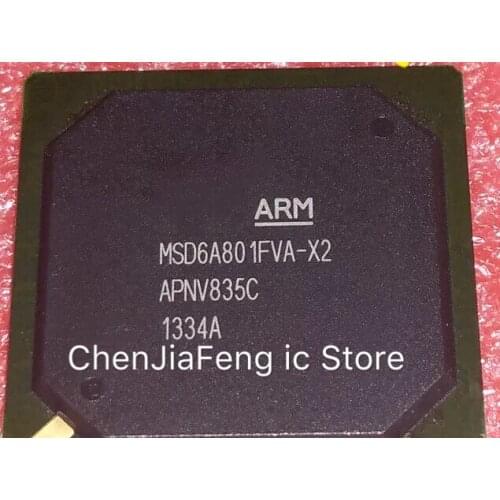 ARM
MSD6A801FVA-X2
APNV835C
1334A
ChenJiaFeng ic Store